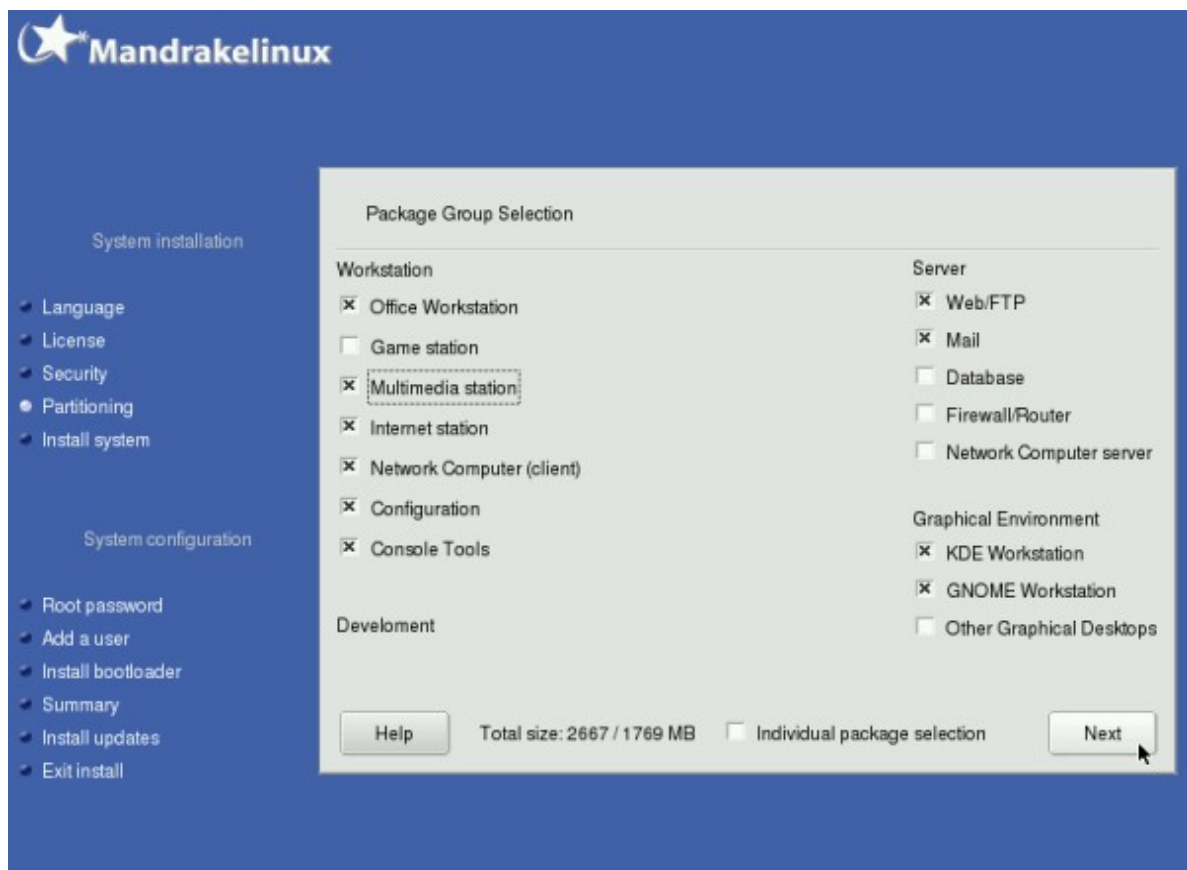 Mandrakelinux
System installation
Language
License
Security
Partitioning
Install system
System configuration
Root password
Add a user
Install bootloader
Summary
Install updates
Exit install
Package Group Selection
Workstation
Office Workstation
Game station
Multimedia station
Internet station
Network Computer (client)
Configuration
Console Tools
Develoment
Server
Web/FTP
Mail
Database
Firewall/Router
Network Computer server
Graphical Environment
KDE Workstation
GNOME Workstation
Other Graphical Desktops
Help
Total size: 2667 / 1769 MB
Individual package selection
Next